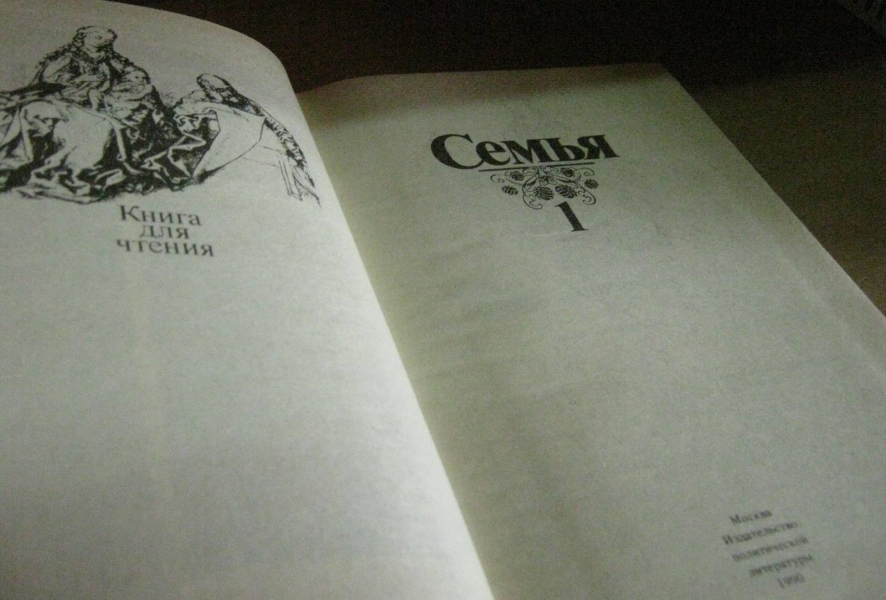 Книга
для
чтения
Семья
1
Москва
Издательство
политической
литературы
1990